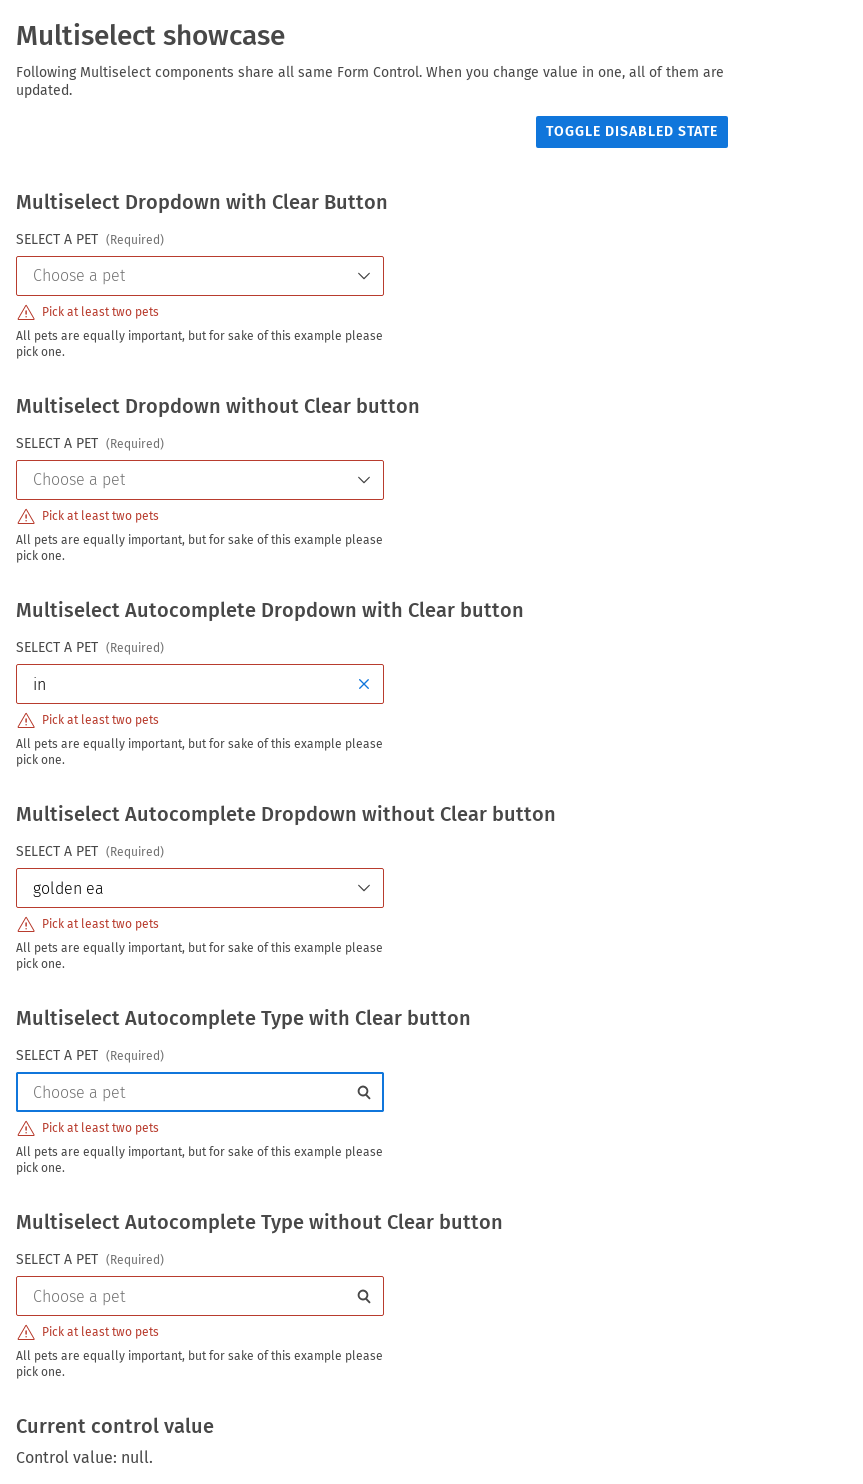 Multiselect showcase
Following Multiselect components share all same Form Control. When you change value in one, all of them are
updated.
TOGGLE DISABLED STATE
Multiselect Dropdown with Clear Button
SELECT A PET (Required)
Choose a pet
Pick at least two pets
All pets are equally important, but for sake of this example please
pick one.
Multiselect Dropdown without Clear button
SELECT A PET (Required)
Choose a pet
Pick at least two pets
All pets are equally important, but for sake of this example please
pick one.
Multiselect Autocomplete Dropdown with Clear button
SELECT A PET (Required)
in
Pick at least two pets
All pets are equally important, but for sake of this example please
pick one.
Multiselect Autocomplete Dropdown without Clear button
SELECT A PET (Required)
golden ea
Pick at least two pets
All pets are equally important, but for sake of this example please
pick one.
Multiselect Autocomplete Type with Clear button
SELECT A PET (Required)
Choose a pet
Pick at least two pets
All pets are equally important, but for sake of this example please
pick one.
Multiselect Autocomplete Type without Clear button
SELECT A PET (Required)
Choose a pet
Pick at least two pets
All pets are equally important, but for sake of this example please
pick one.
Current control value
Control value: null.